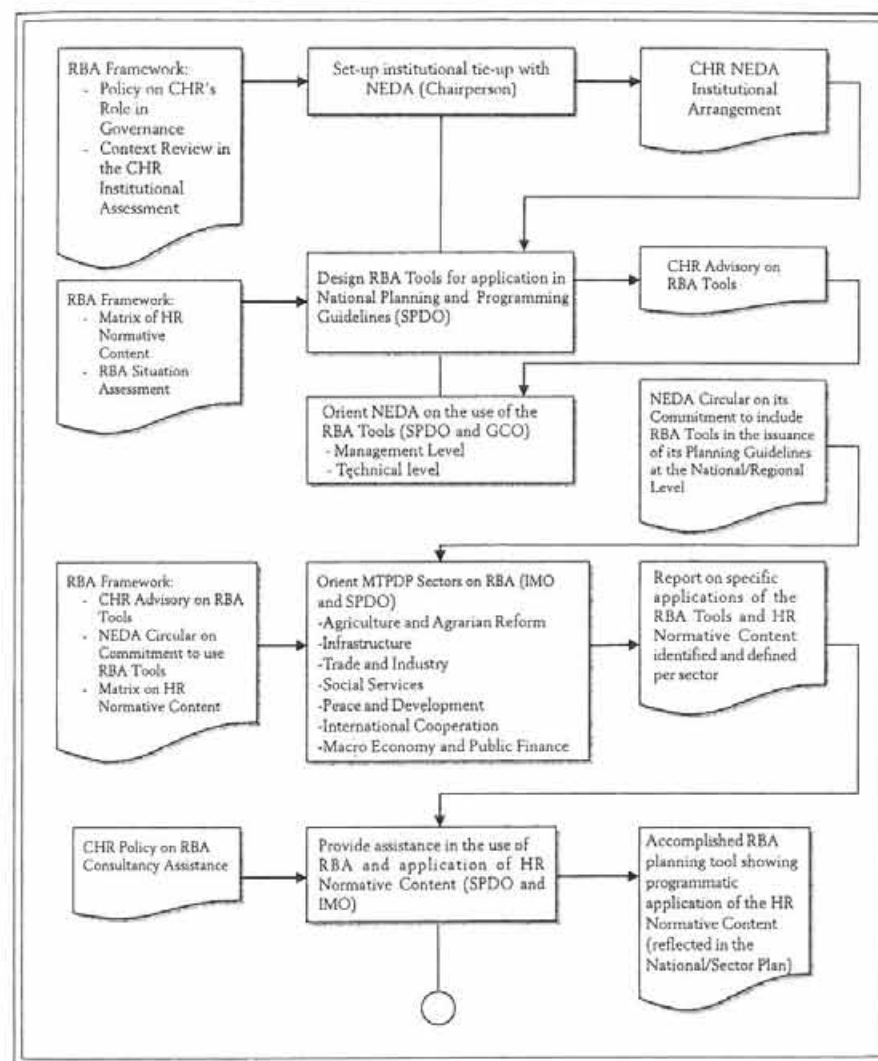 RBA Framework:
- Policy on CHR's
Role in
Governance
- Context Review in
the CHR
Institutional
Assessment
Set-up institutional tie-up with
NEDA (Chairperson)
CHR NEDA
Institutional
Arrangement
RBA Framework:
- Matrix of HR
Normative
Content
- RBA Situation
Assessment
Design RBA Tools for application in
National Planning and Programming
Guidelines (SPDO)
CHR Advisory on
RBA Tools
Orient NEDA on the use of the
RBA Tools (SPDO and GCO)
- Management Level
- Technical level
NEDA Circular on its
Commitment to include
RBA Tools in the issuance
of its Planning Guidelines
at the National/Regional
Level
RBA Framework:
- CHR Advisory on RBA
Tools
- NEDA Circular on
Commitment to use
RBA Tools
- Matrix on HR
Normative Content
Orient MTPDP Sectors on RBA (IMO
and SPDO)
-Agriculture and Agrarian Reform
-Infrastructure
-Trade and Industry
-Social Services
-Peace and Development
-International Cooperation
-Macro Economy and Public Finance
Report on specific
applications of the
RBA Tools and HR
Normative Content
identified and defined
per sector
CHR Policy on RBA
Consultancy Assistance
Provide assistance in the use of
RBA and application of HR
Normative Content (SPDO and
IMO)
Accomplished RBA
planning tool showing
programmatic
application of the HR
Normative Content
(reflected in the
National/Sector Plan)